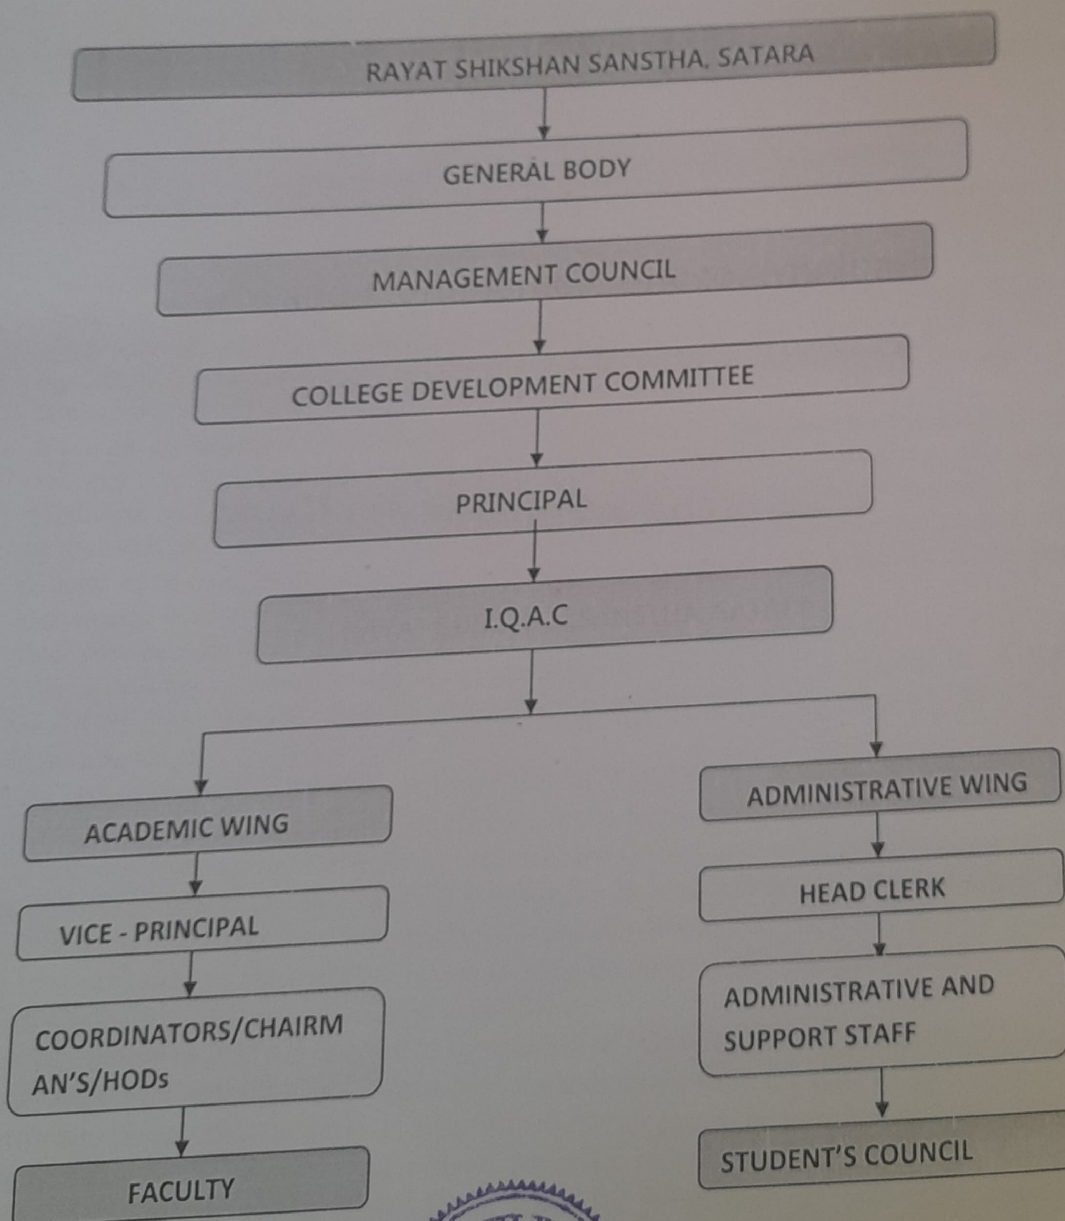 RAYAT SHIKSHAN SANSTHA, SATARA
GENERAL BODY
MANAGEMENT COUNCIL
COLLEGE DEVELOPMENT COMMITTEE
PRINCIPAL
I.Q.A.C
ACADEMIC WING
VICE - PRINCIPAL
COORDINATORS/CHAIRM
AN'S/HODs
FACULTY
ADMINISTRATIVE WING
HEAD CLERK
ADMINISTRATIVE AND
SUPPORT STAFF
STUDENT'S COUNCIL